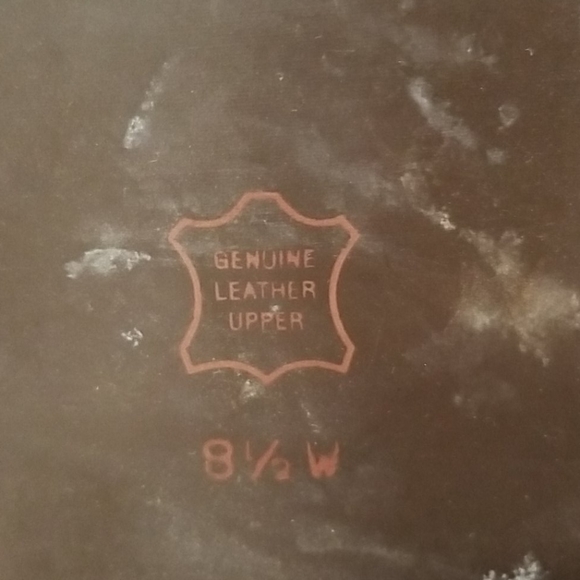 GENUINE
LEATHER
UPPER
8½ W